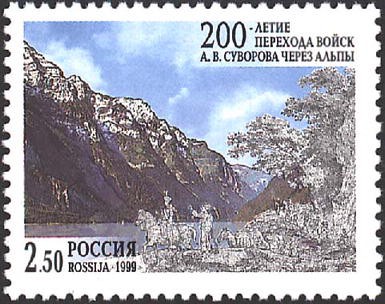 200-ЛЕТИЕ
ПЕРЕХОДА ВОЙСК
А. В. СУВОРОВА ЧЕРЕЗ АЛЬПЫ
2.50 РОССИЯ
ROSSIJA · 1999